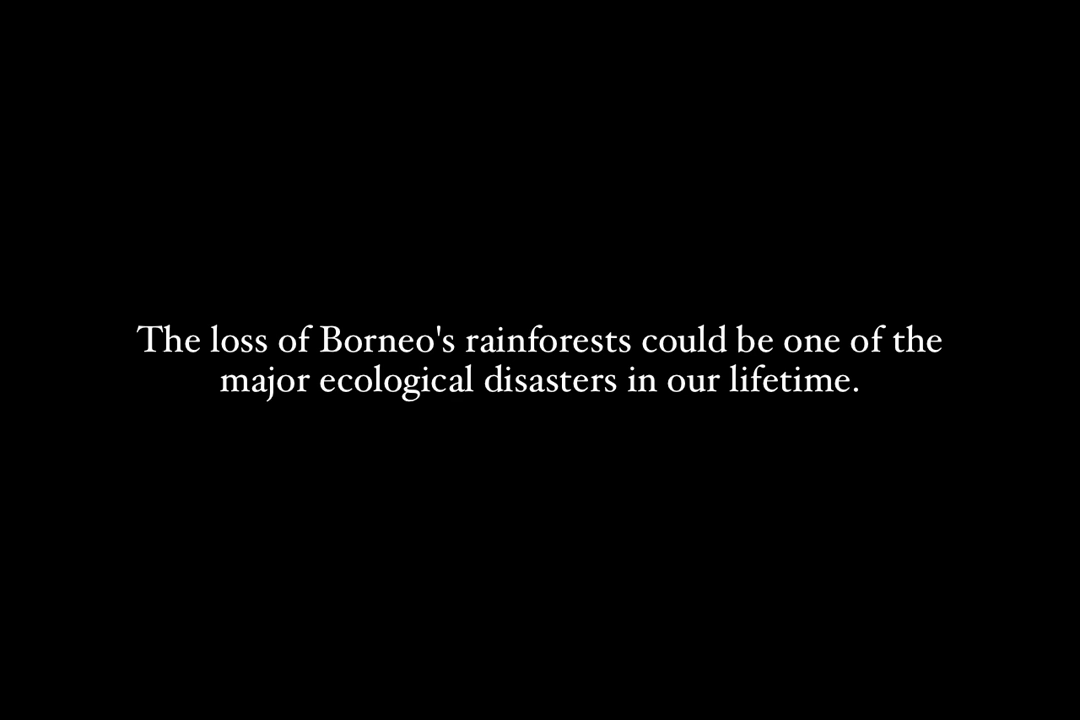 The loss of Borneo's rainforests could be one of the
major ecological disasters in our lifetime.